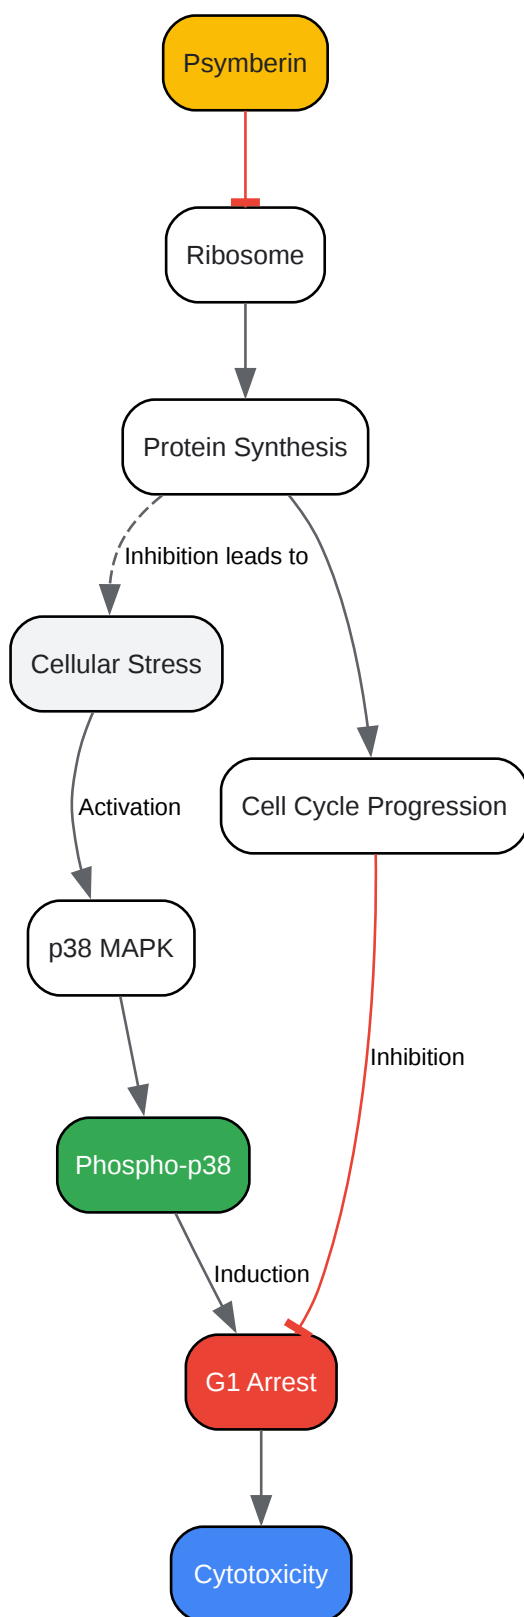 Psymberin
Ribosome
Protein Synthesis
Inhibition leads to
Cellular Stress
Cell Cycle Progression
Activation
p38 MAPK
Inhibition
Phospho-p38
Induction
G1 Arrest
Cytotoxicity